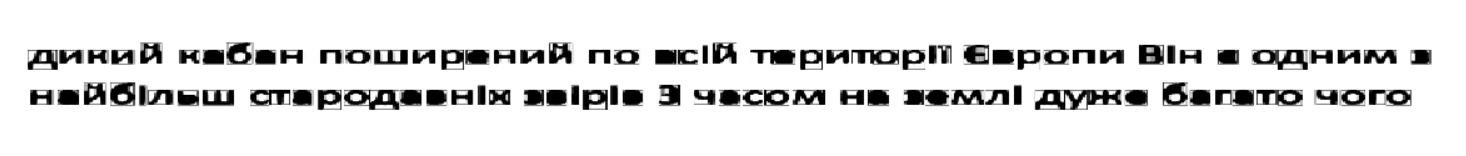 дикий кабан поширений по всій території Європи Він є одним з
найбільш стародавніх звірів З часом на землі дуже багато чого